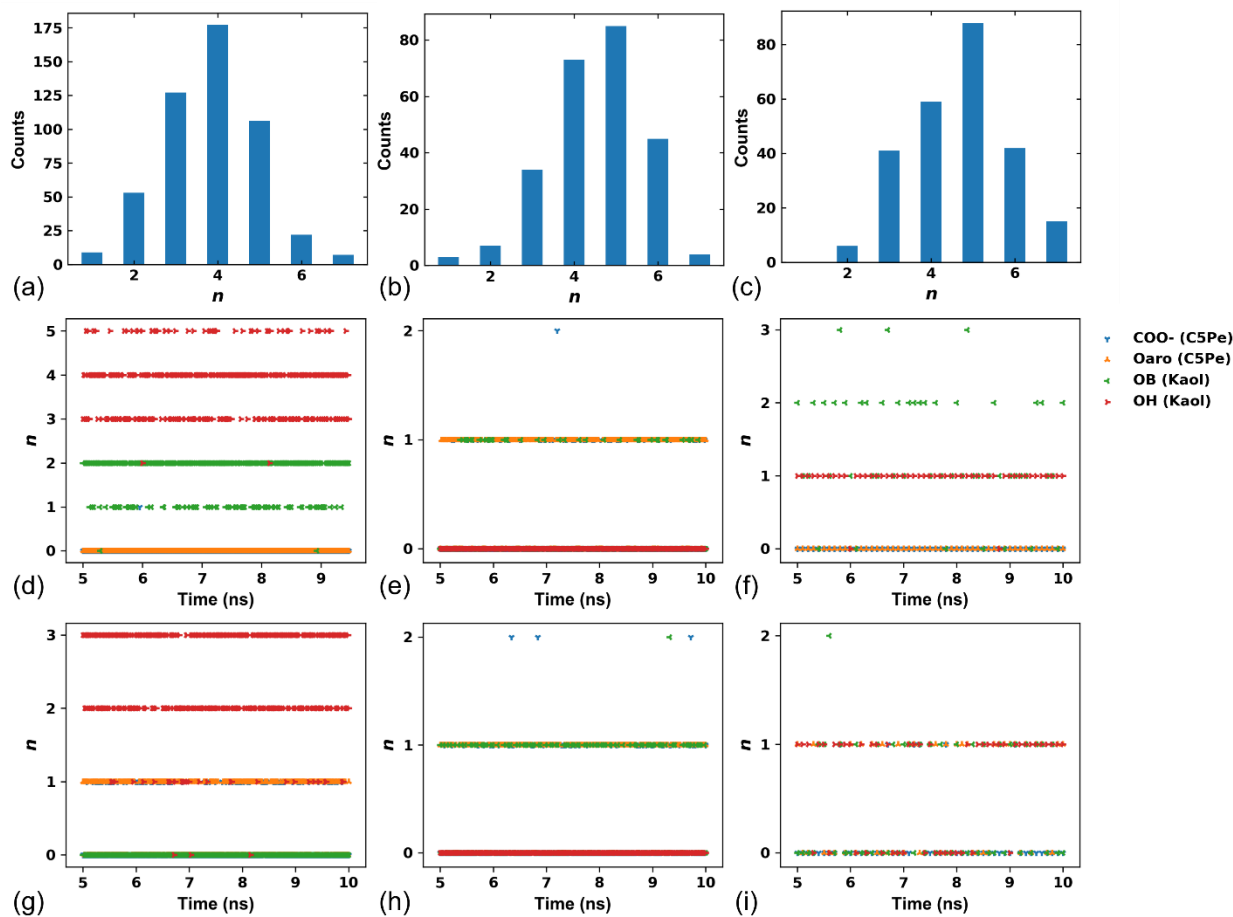 175
150
125
100
75
50
25
0
Counts
2 4 6
n
(a)
80
60
40
20
0
Counts
2 4 6
n
(b)
80
60
40
20
0
Counts
2 4 6
n
(c)
5
4
3
2
1
0
n
5 6 7 8 9
Time (ns)
(d)
2
1
0
n
5 6 7 8 9 10
Time (ns)
(e)
3
2
1
0
n
5 6 7 8 9 10
Time (ns)
(f)
COO- (C5Pe)
Oaro (C5Pe)
OB (Kaol)
OH (Kaol)
3
2
1
0
n
5 6 7 8 9 10
Time (ns)
(g)
2
1
0
n
5 6 7 8 9 10
Time (ns)
(h)
2
1
0
n
5 6 7 8 9 10
Time (ns)
(i)